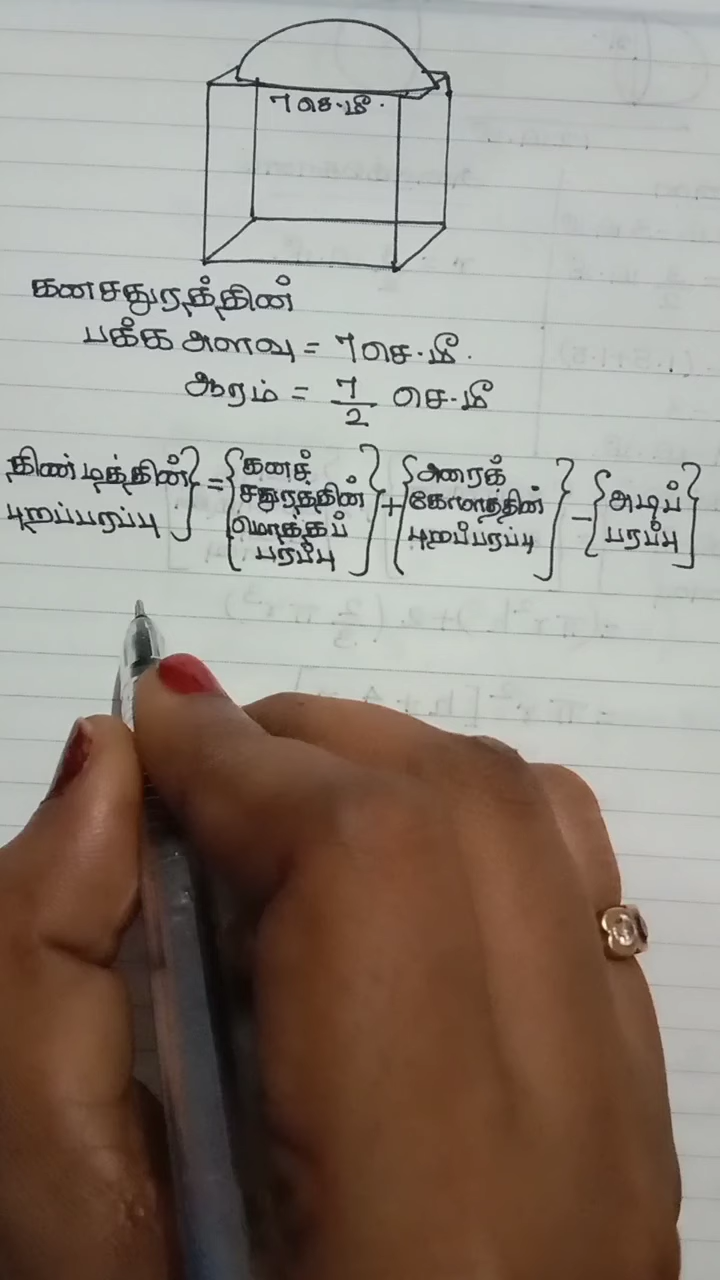 7 செ.மீ.
கனசதுரத்தின்
பக்க அளவு = 7 செ.மீ.
ஆரம் = 7/2 செ.மீ
திண்டித்தின் புறப்பரப்பு } = { கனச் சதுரத்தின் மொத்தப் பரப்பு } + { அரைக் கோளத்தின் புறப்பரப்பு } - { அடிப் பரப்பு }